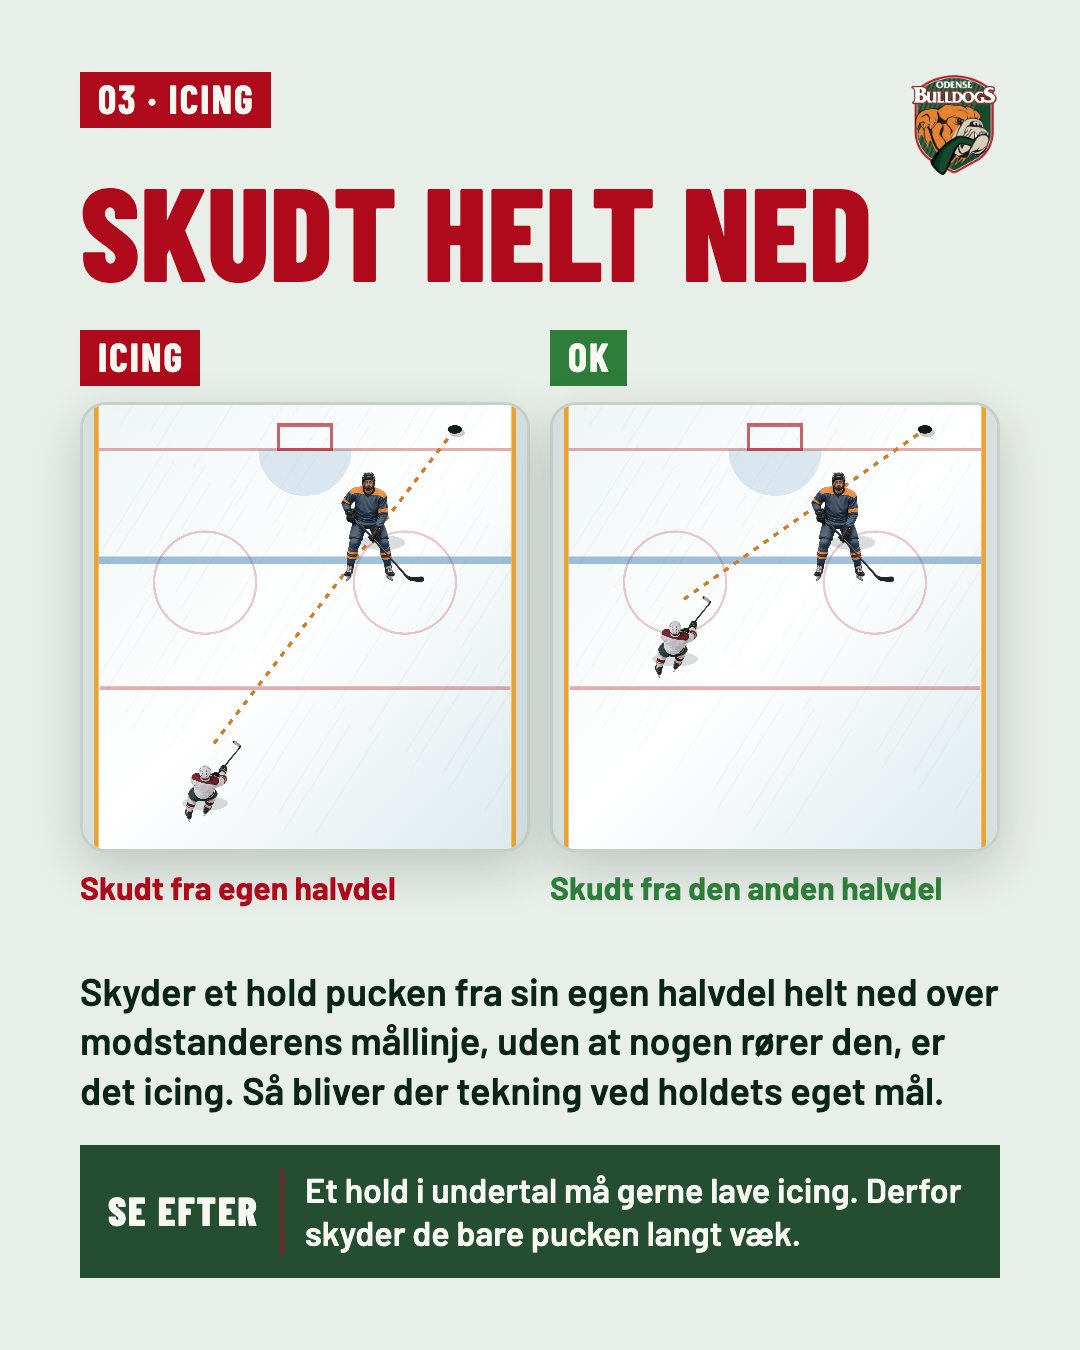 03 · ICING
ODENSE
BULLDOGS
SKUDT HELT NED
ICING
OK
Skudt fra egen halvdel
Skudt fra den anden halvdel
Skyder et hold pucken fra sin egen halvdel helt ned over
modstanderens mållinje, uden at nogen rører den, er
det icing. Så bliver der tekning ved holdets eget mål.
SE EFTER
Et hold i undertal må gerne lave icing. Derfor
skyder de bare pucken langt væk.